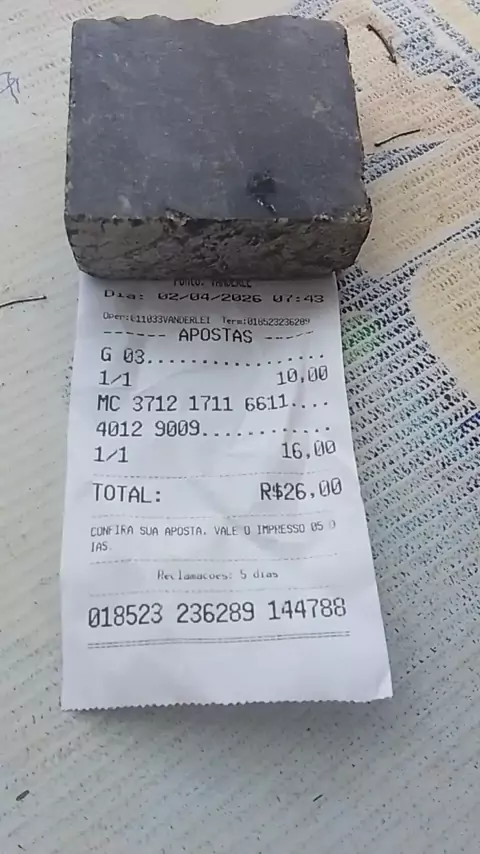 Dia: 02/04/2026 07:43
Oper:011033VANDERLEI Term:018523236289
------ APOSTAS ------
G 03..................
1/1 10,00
MC 3712 1711 6611....
4012 9009............
1/1 16,00
TOTAL: R$26,00
CONFIRA SUA APOSTA. VALE O IMPRESSO 05 D
IAS.
Reclamacoes: 5 dias
018523 236289 144788